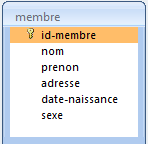 membre
id-membre
nom
prenon
adresse
date-naissance
sexe